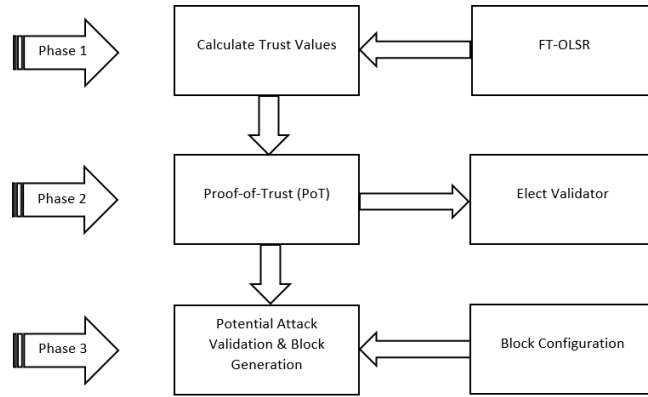 Phase 1
Calculate Trust Values
FT-OLSR
Phase 2
Proof-of-Trust (PoT)
Elect Validator
Phase 3
Potential Attack
Validation & Block
Generation
Block Configuration